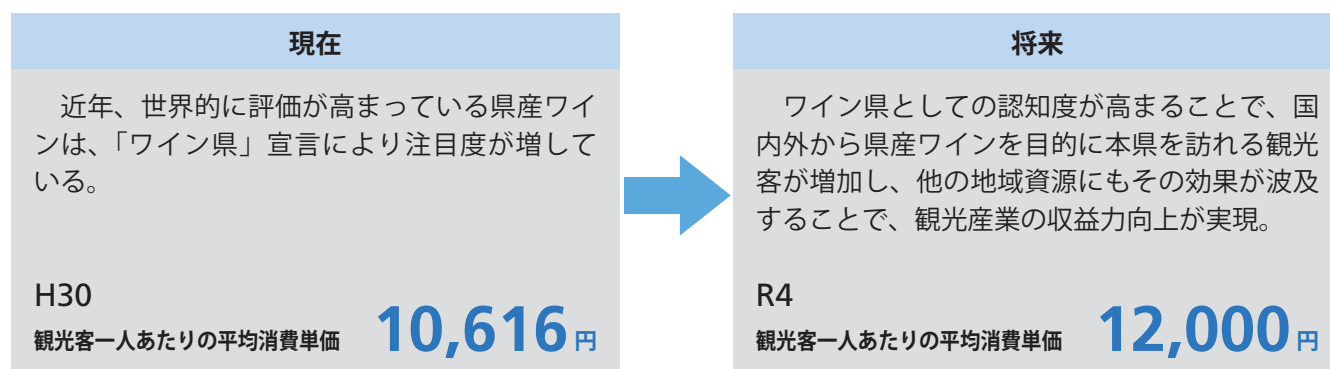 現在
　近年、世界的に評価が高まっている県産ワイ
ンは、「ワイン県」宣言により注目度が増して
いる。
H30
観光客一人あたりの平均消費単価 10,616円
将来
　ワイン県としての認知度が高まることで、国
内外から県産ワインを目的に本県を訪れる観光
客が増加し、他の地域資源にもその効果が波及
することで、観光産業の収益力向上が実現。
R4
観光客一人あたりの平均消費単価 12,000円